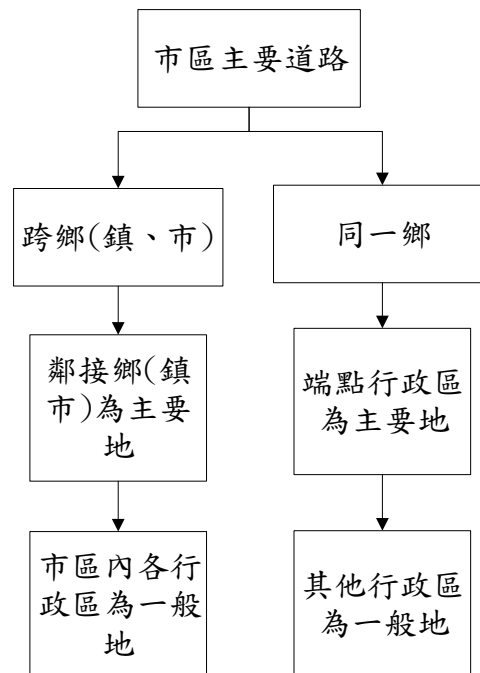 市區主要道路
跨鄉(鎮、市)
同一鄉
鄰接鄉(鎮
市)為主要
地
端點行政區
為主要地
市區內各行
政區為一般
地
其他行政區
為一般地